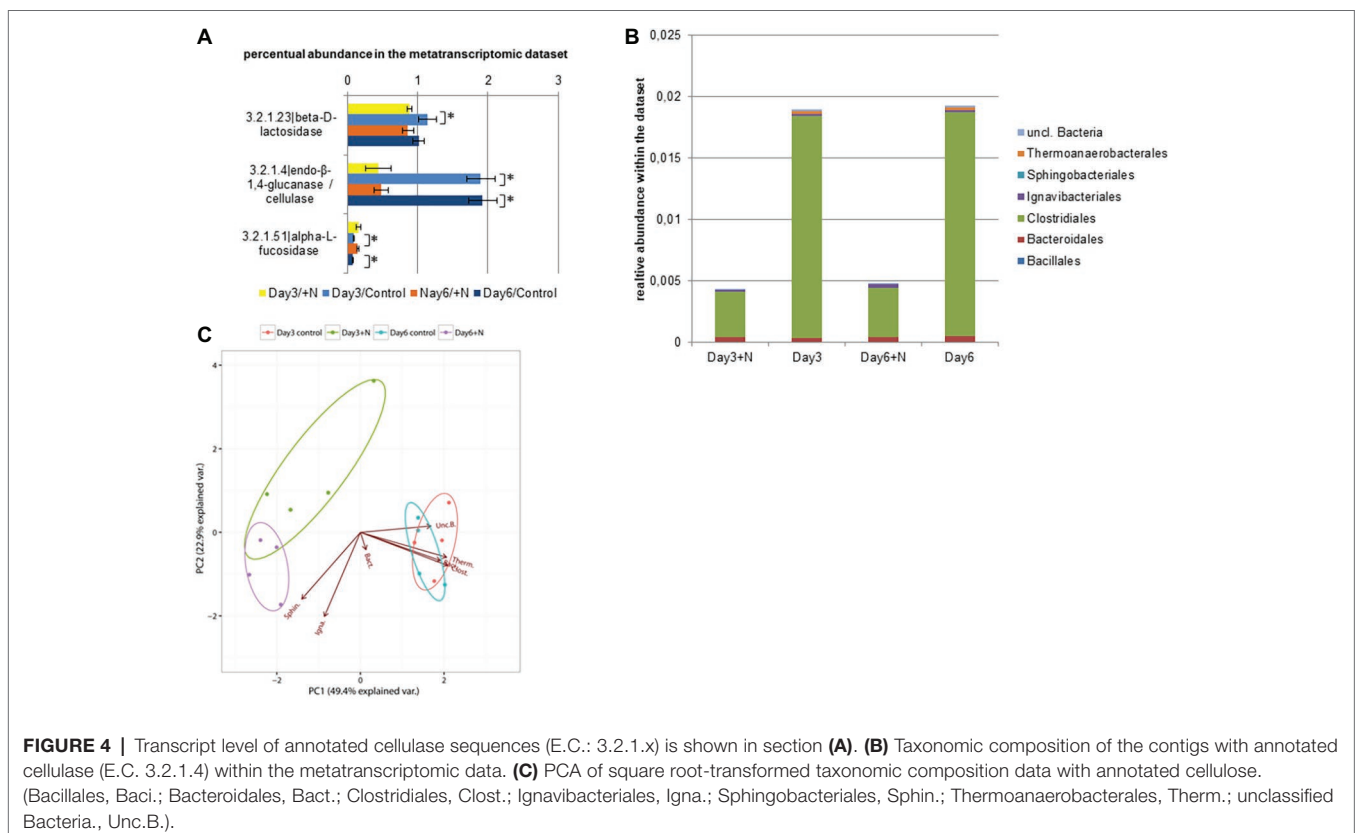 A
percentual abundance in the metatranscriptomic dataset
0 1 2 3
3.2.1.23|beta-D-
lactosidase
*
3.2.1.4|endo-β-
1,4-glucanase /
cellulase
*
*
3.2.1.51|alpha-L-
fucosidase
*
*
Day3/+N Day3/Control Nay6/+N Day6/Control
B
0,025
0,02
0,015
0,01
0,005
0
realtive abundance within the dataset
Day3+N Day3 Day6+N Day6
uncl. Bacteria
Thermoanaerobacterales
Sphingobacteriales
Ignavibacteriales
Clostridiales
Bacteroidales
Bacillales
C
Day3 control Day3+N Day6 control Day6+N
4
2
0
−2
PC2 (22.9% explained var.)
Unc.B.
Therm.
Clost.
Bact.
Sphin.
Igna.
−2 0 2
PC1 (49.4% explained var.)
FIGURE 4 | Transcript level of annotated cellulase sequences (E.C.: 3.2.1.x) is shown in section (A). (B) Taxonomic composition of the contigs with annotated
cellulase (E.C. 3.2.1.4) within the metatranscriptomic data. (C) PCA of square root-transformed taxonomic composition data with annotated cellulose.
(Bacillales, Baci.; Bacteroidales, Bact.; Clostridiales, Clost.; Ignavibacteriales, Igna.; Sphingobacteriales, Sphin.; Thermoanaerobacterales, Therm.; unclassified
Bacteria., Unc.B.).